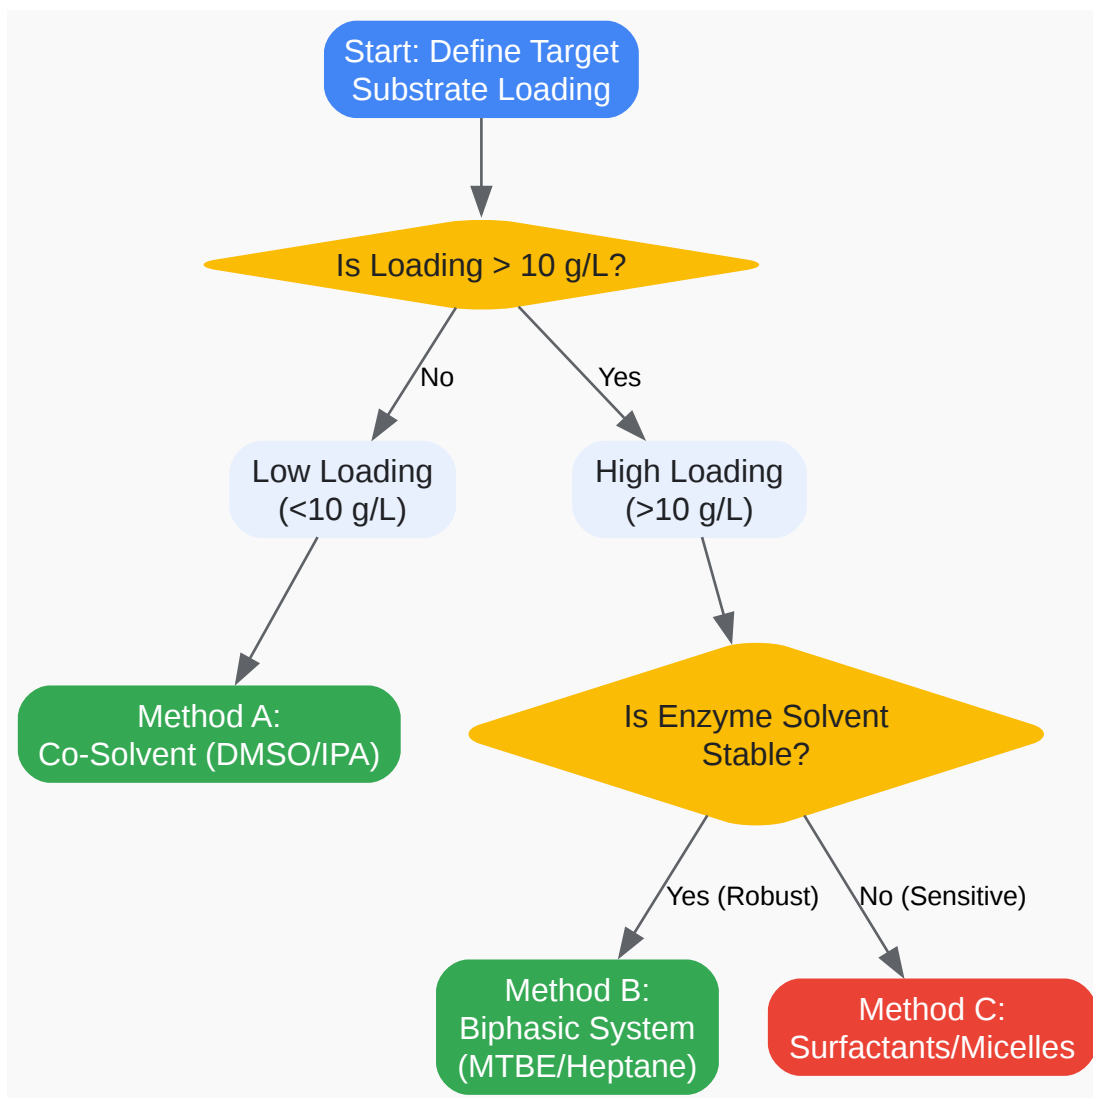 Start: Define Target
Substrate Loading
Is Loading > 10 g/L?
No
Yes
Low Loading
(<10 g/L)
High Loading
(>10 g/L)
Method A:
Co-Solvent (DMSO/IPA)
Is Enzyme Solvent
Stable?
Yes (Robust)
No (Sensitive)
Method B:
Biphasic System
(MTBE/Heptane)
Method C:
Surfactants/Micelles